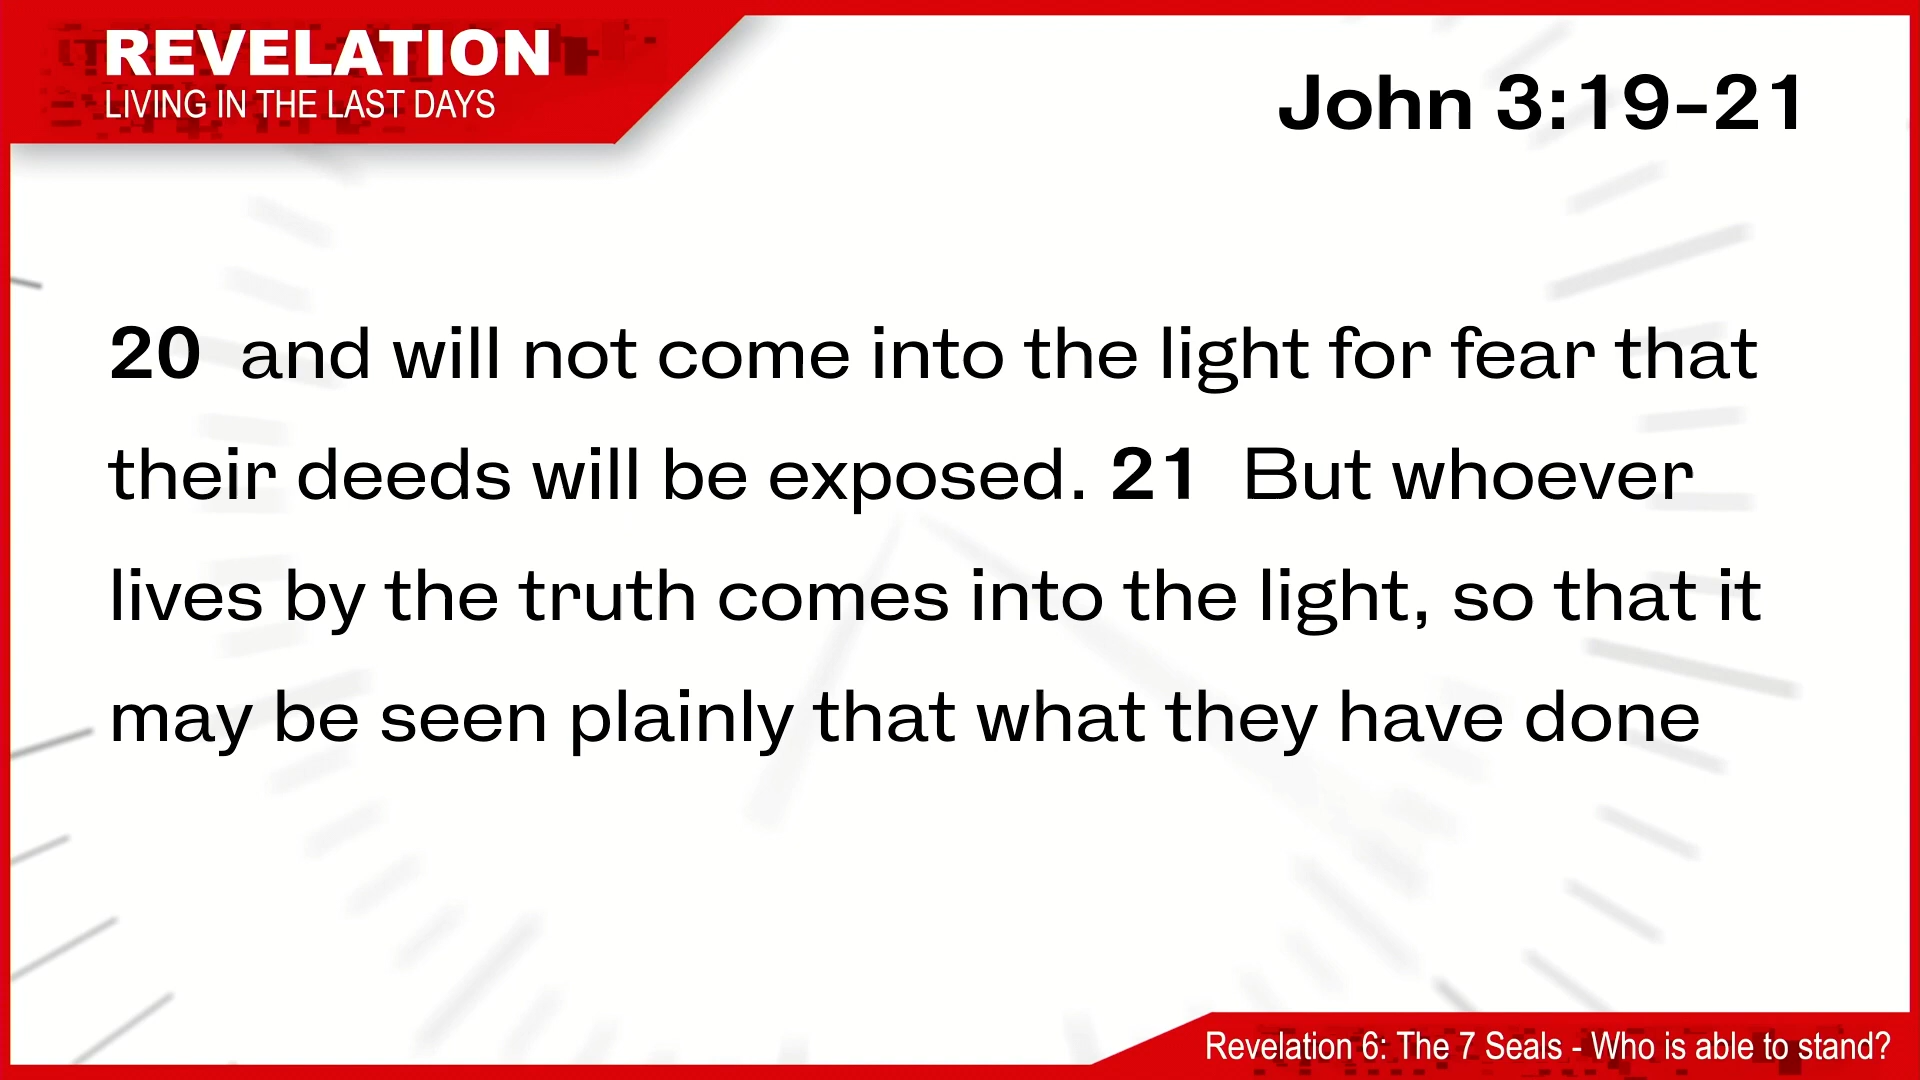 REVELATION
LIVING IN THE LAST DAYS
John 3:19-21
20 and will not come into the light for fear that
their deeds will be exposed. 21 But whoever
lives by the truth comes into the light, so that it
may be seen plainly that what they have done
Revelation 6: The 7 Seals - Who is able to stand?